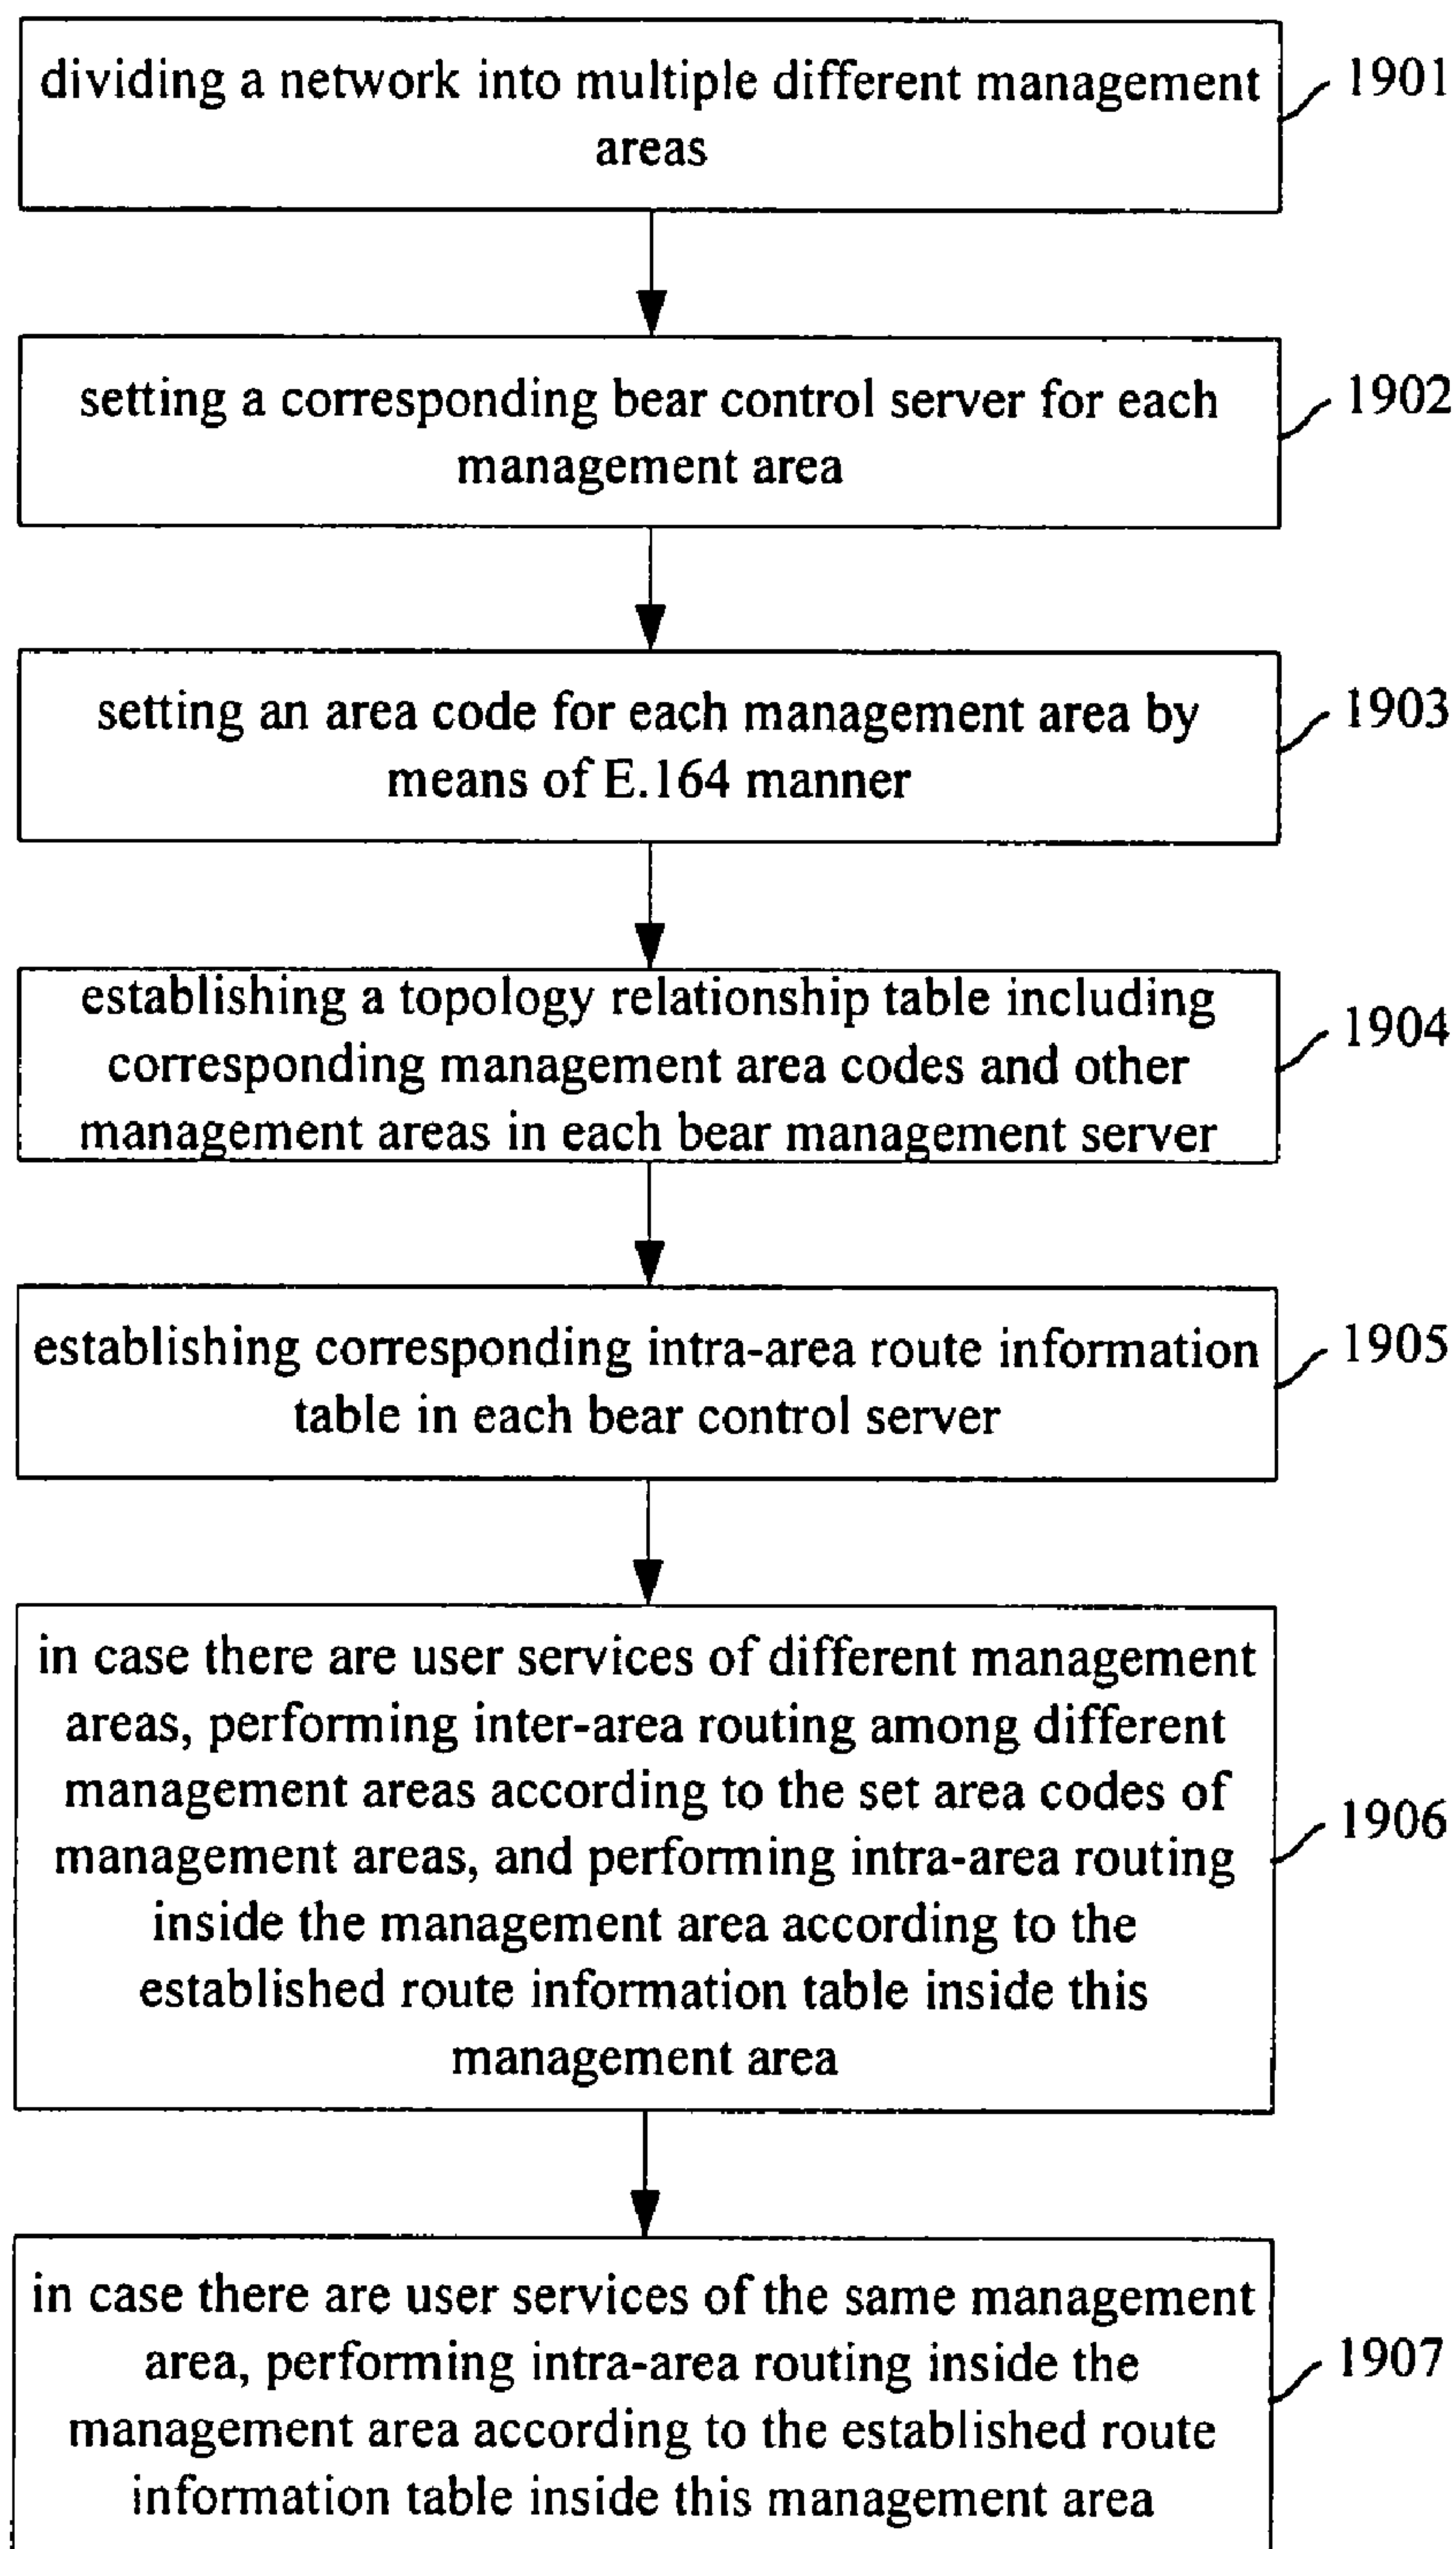 dividing a network into multiple different management
areas
1901
setting a corresponding bear control server for each
management area
1902
setting an area code for each management area by
means of E.164 manner
1903
establishing a topology relationship table including
corresponding management area codes and other
management areas in each bear management server
1904
establishing corresponding intra-area route information
table in each bear control server
1905
in case there are user services of different management
areas, performing inter-area routing among different
management areas according to the set area codes of
management areas, and performing intra-area routing
inside the management area according to the
established route information table inside this
management area
1906
in case there are user services of the same management
area, performing intra-area routing inside the
management area according to the established route
information table inside this management area
1907